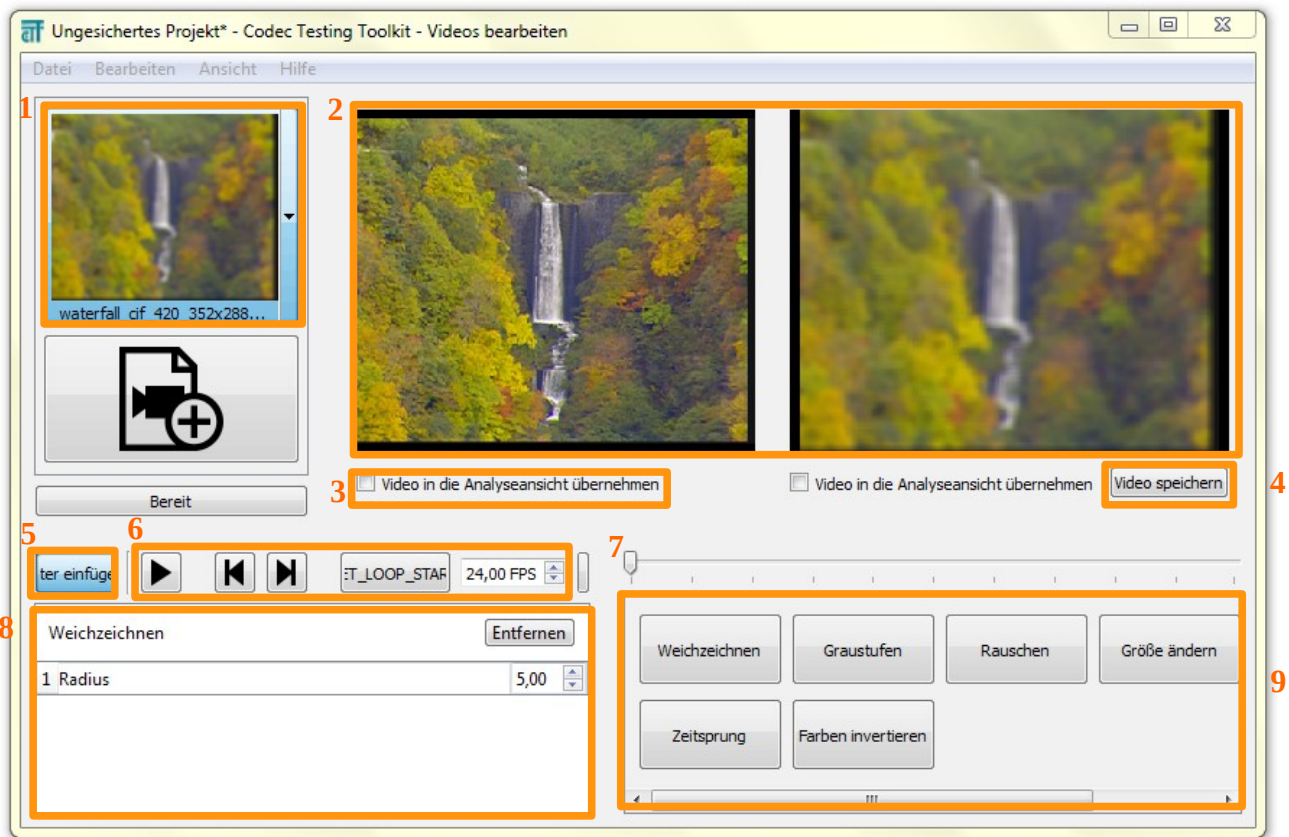 Ungesichertes Projekt* - Codec Testing Toolkit - Videos bearbeiten
Datei Bearbeiten Ansicht Hilfe
1
2
waterfall_cif_420_352x288...
3
Video in die Analyseansicht übernehmen
Video in die Analyseansicht übernehmen
Video speichern
4
Bereit
5
6
7
ter einfüge
ET_LOOP_STAR
24,00 FPS
8
Weichzeichnen
Entfernen
1 Radius
5,00
Weichzeichnen
Graustufen
Rauschen
Größe ändern
9
Zeitsprung
Farben invertieren